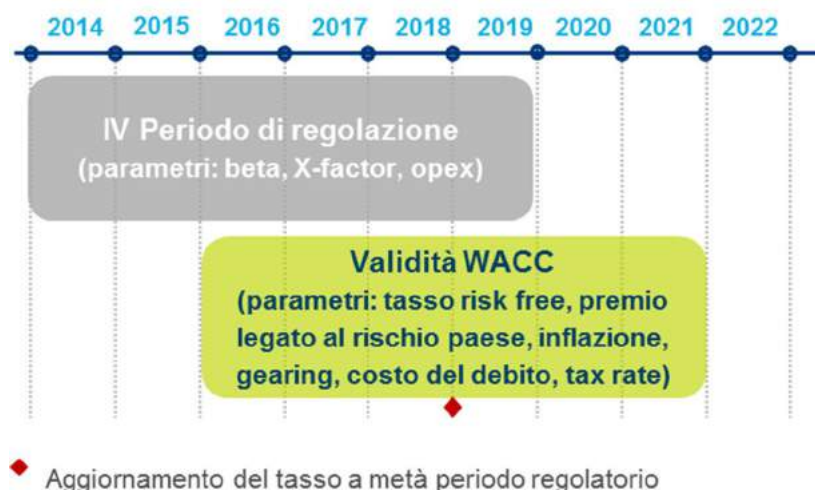 2014 2015 2016 2017 2018 2019 2020 2021 2022
IV Periodo di regolazione
(parametri: beta, X-factor, opex)
Validità WACC
(parametri: tasso risk free, premio
legato al rischio paese, inflazione,
gearing, costo del debito, tax rate)
Aggiornamento del tasso a metà periodo regolatorio